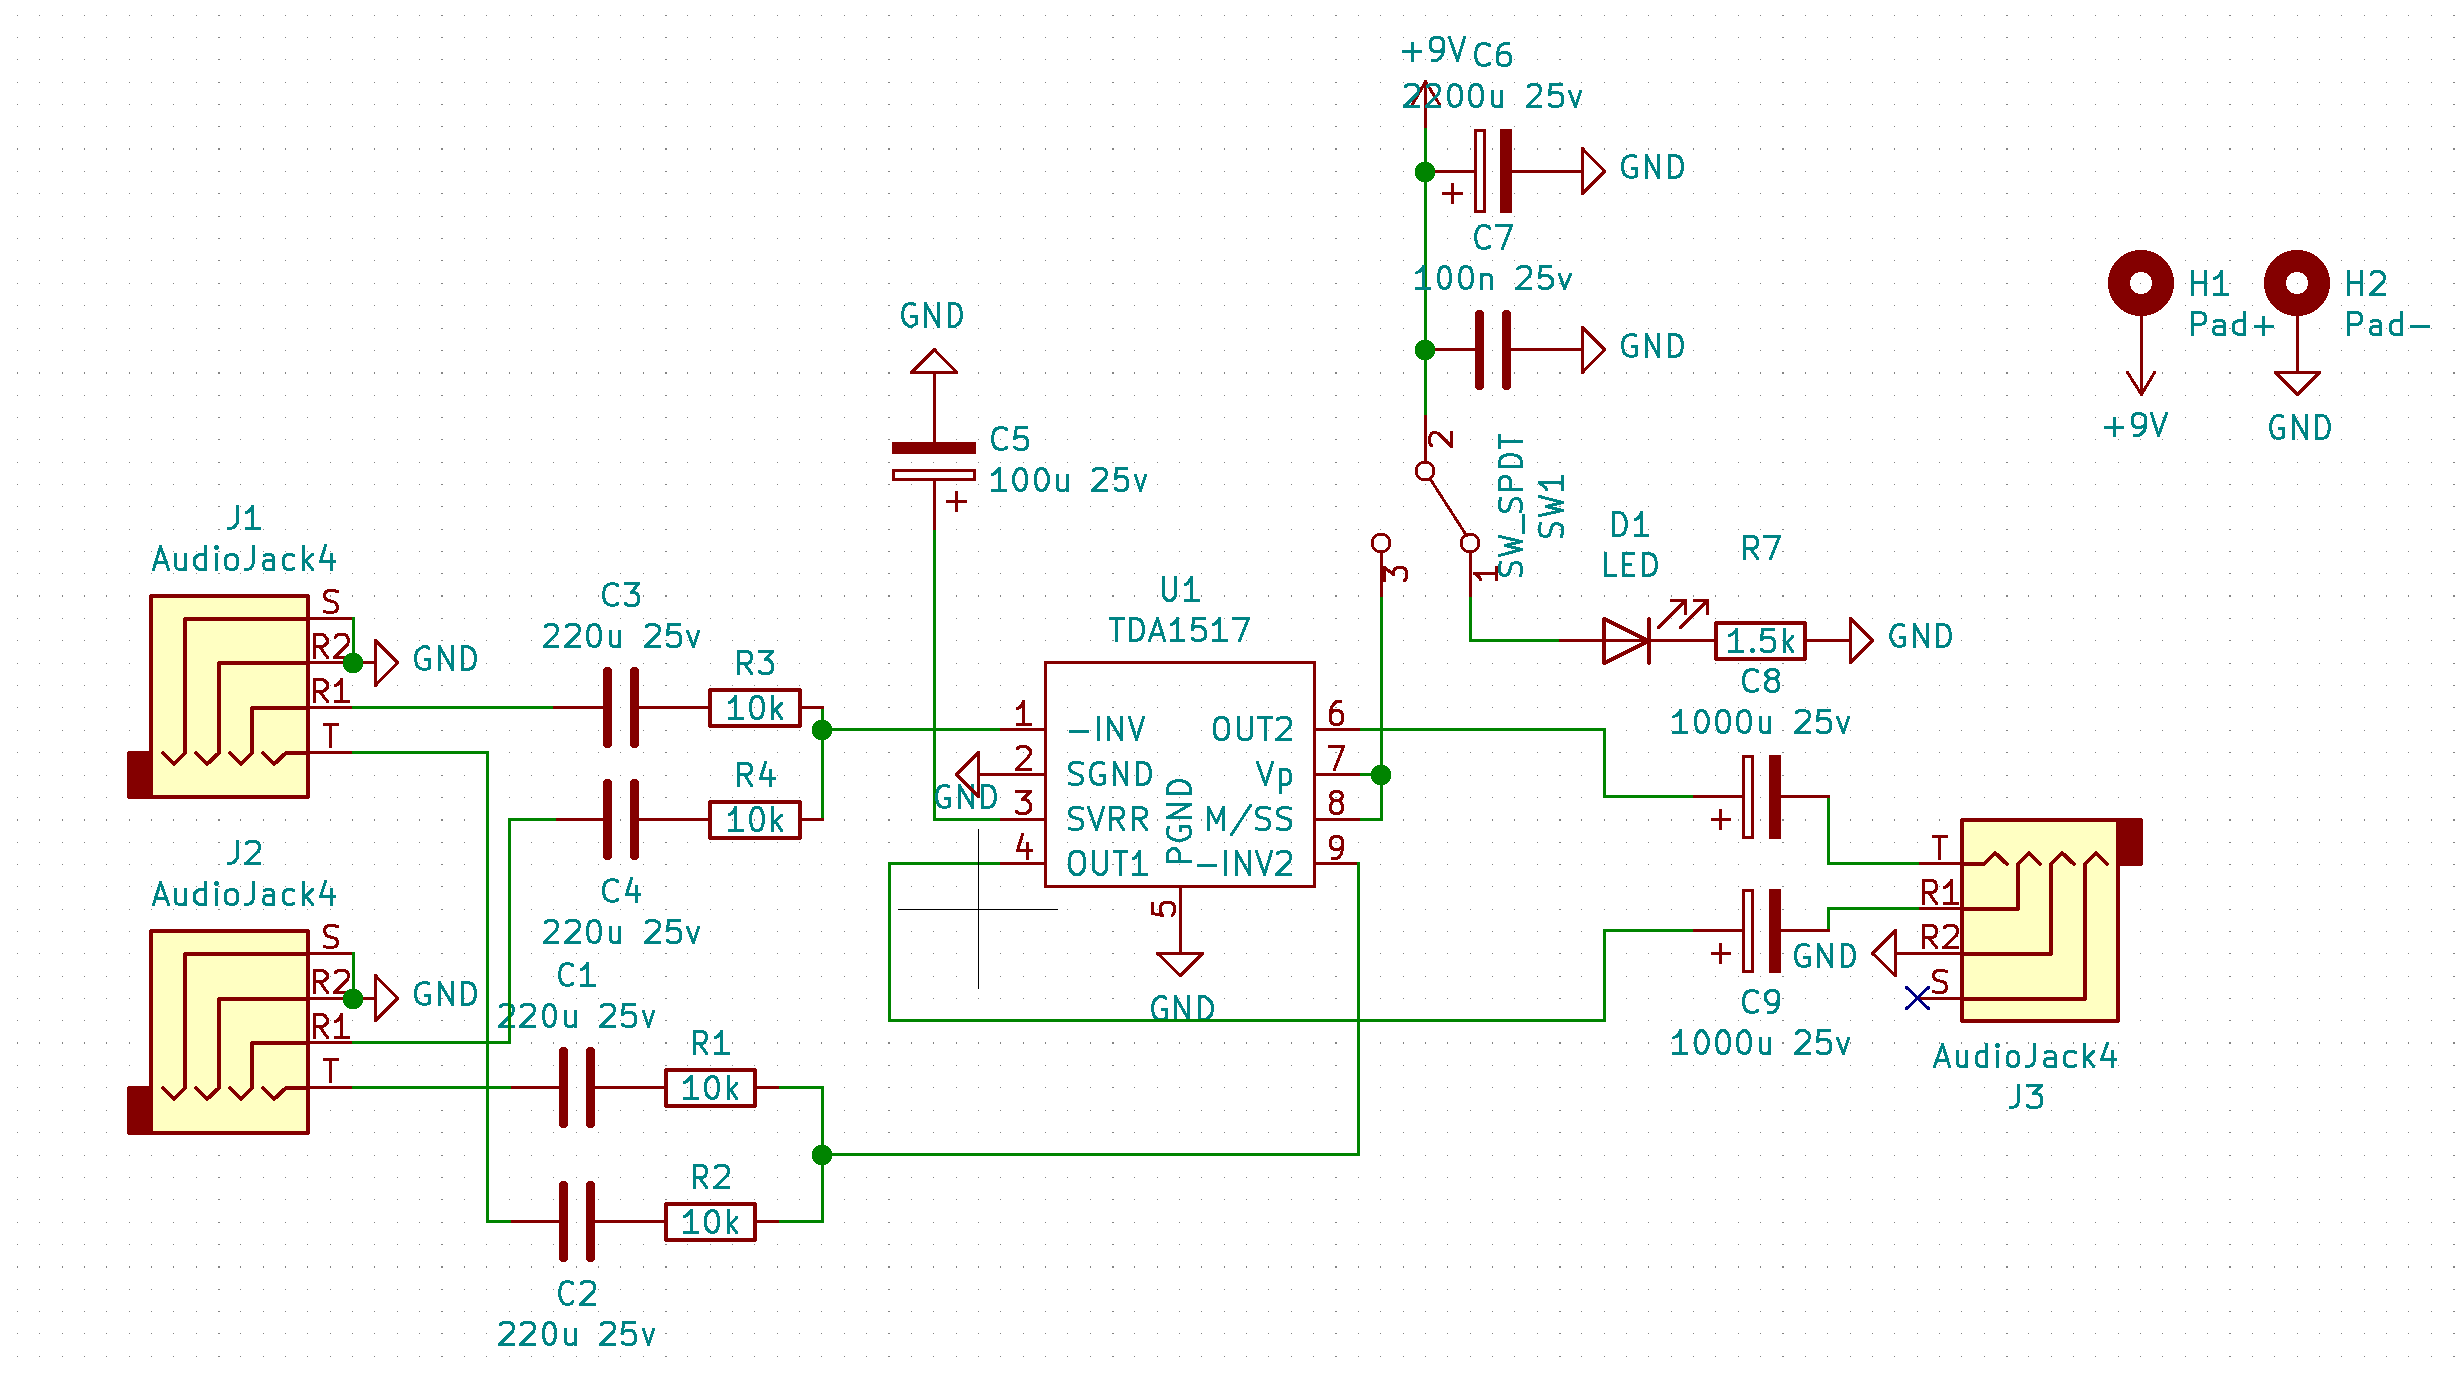 +9V
C6
2200u 25v
+
GND
C7
100n 25v
GND
H1
Pad+
+9V
H2
Pad-
GND
GND
C5
100u 25v
+
2
3
1
SW_SPDT
SW1
D1
LED
R7
1.5k
GND
J1
AudioJack4
S
R2
R1
T
GND
C3
220u 25v
R3
10k
R4
10k
C4
220u 25v
U1
TDA1517
1
-INV
2
SGND
3
SVRR
4
OUT1
PGND
5
6
OUT2
7
Vp
8
M/SS
9
-INV2
GND
GND
C8
1000u 25v
+
C9
1000u 25v
+
T
R1
R2
S
GND
AudioJack4
J3
J2
AudioJack4
S
R2
R1
T
GND
C1
220u 25v
R1
10k
R2
10k
C2
220u 25v